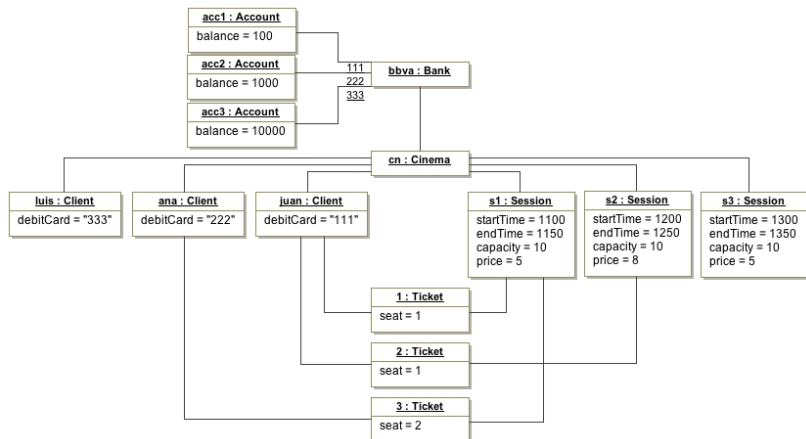 acc1 : Account
balance = 100
acc2 : Account
balance = 1000
acc3 : Account
balance = 10000
111
222
333
bbva : Bank
cn : Cinema
luis : Client
debitCard = "333"
ana : Client
debitCard = "222"
juan : Client
debitCard = "111"
s1 : Session
startTime = 1100
endTime = 1150
capacity = 10
price = 5
s2 : Session
startTime = 1200
endTime = 1250
capacity = 10
price = 8
s3 : Session
startTime = 1300
endTime = 1350
capacity = 10
price = 5
1 : Ticket
seat = 1
2 : Ticket
seat = 1
3 : Ticket
seat = 2